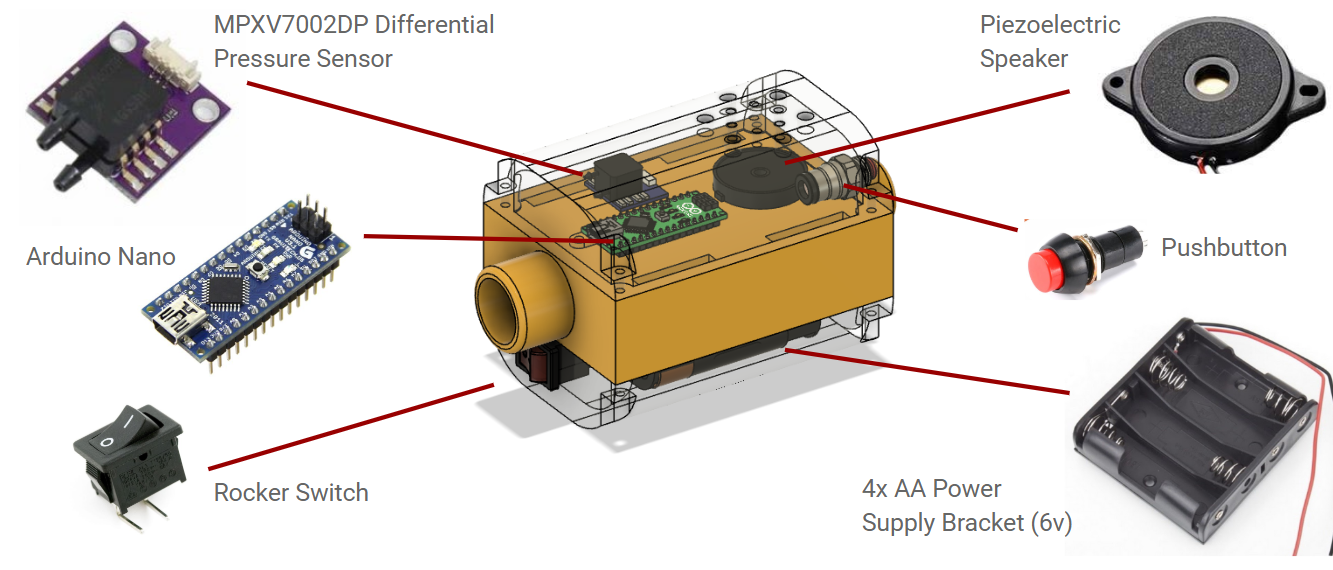 MPXV7002DP Differential
Pressure Sensor
Piezoelectric
Speaker
Arduino Nano
Pushbutton
Rocker Switch
4x AA Power
Supply Bracket (6v)